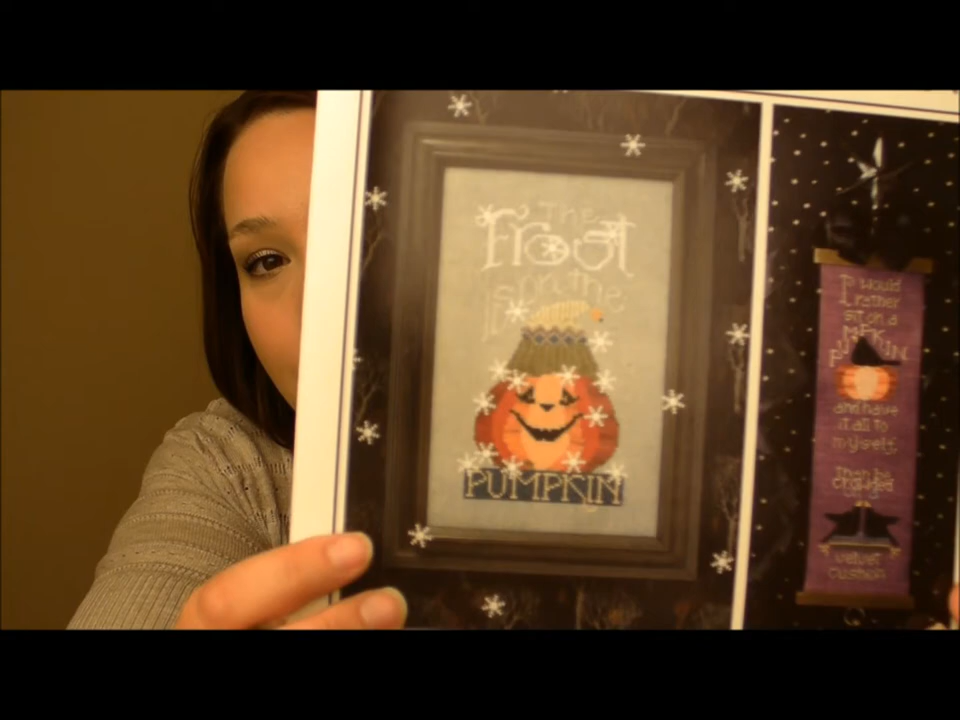 The
Frost
is on the
PUMPKIN
I would
rather
sit on a
PUMPKIN
and have
it all to
myself,
than be
crowded
velvet
cushion